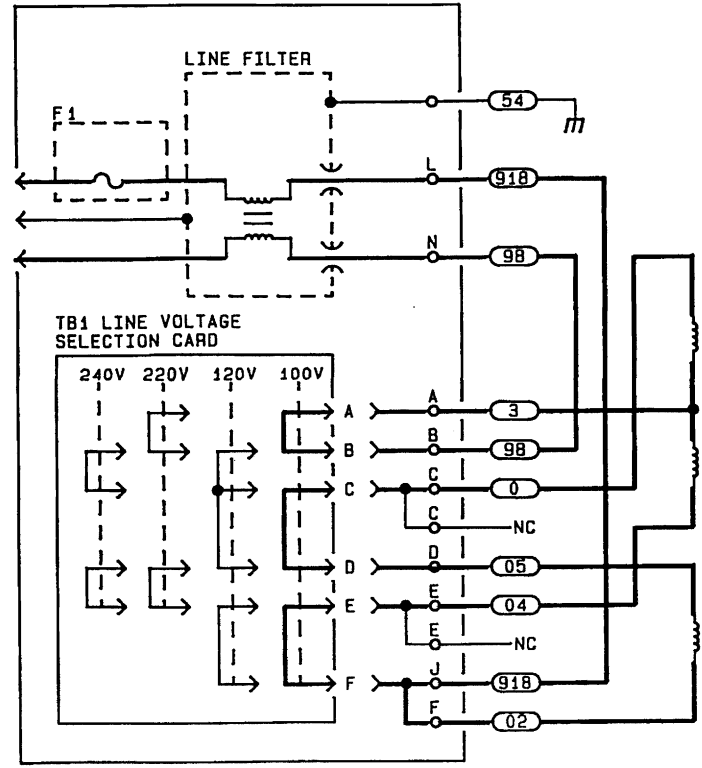 LINE FILTER
F1
54
L
918
N
98
TB1 LINE VOLTAGE
SELECTION CARD
240V 220V 120V 100V
A A 3
B B 98
C C 0
C NC
D D 05
E E 04
E NC
J 918
F F 02